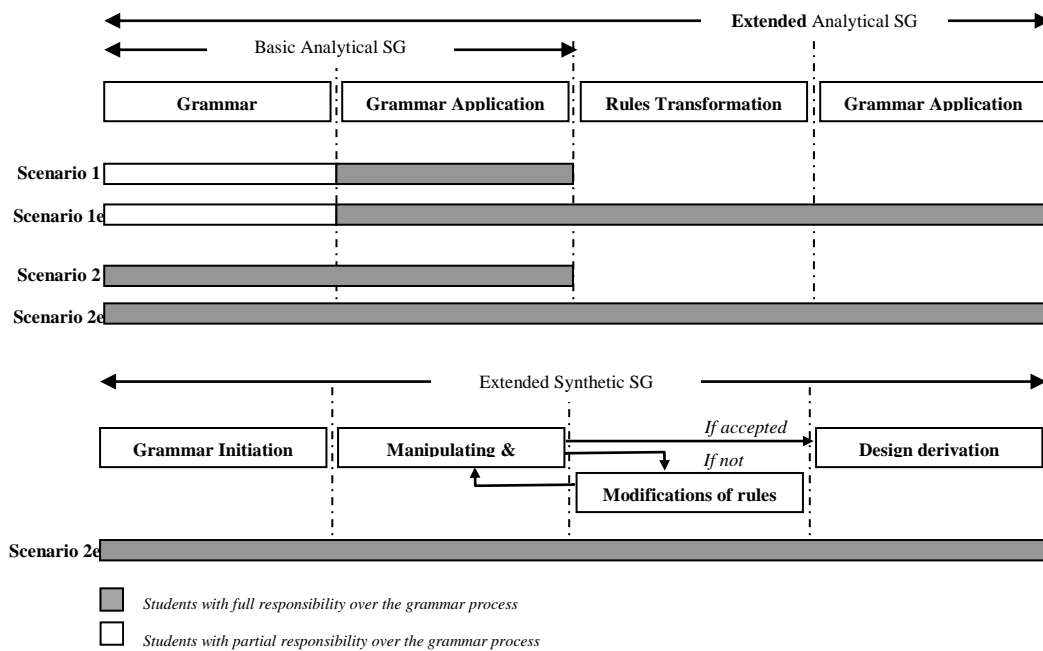 Extended Analytical SG
Basic Analytical SG
Grammar
Grammar Application
Rules Transformation
Grammar Application
Scenario 1
Scenario 1e
Scenario 2
Scenario 2e
Extended Synthetic SG
Grammar Initiation
Manipulating &
If accepted
If not
Design derivation
Modifications of rules
Scenario 2e
Students with full responsibility over the grammar process
Students with partial responsibility over the grammar process